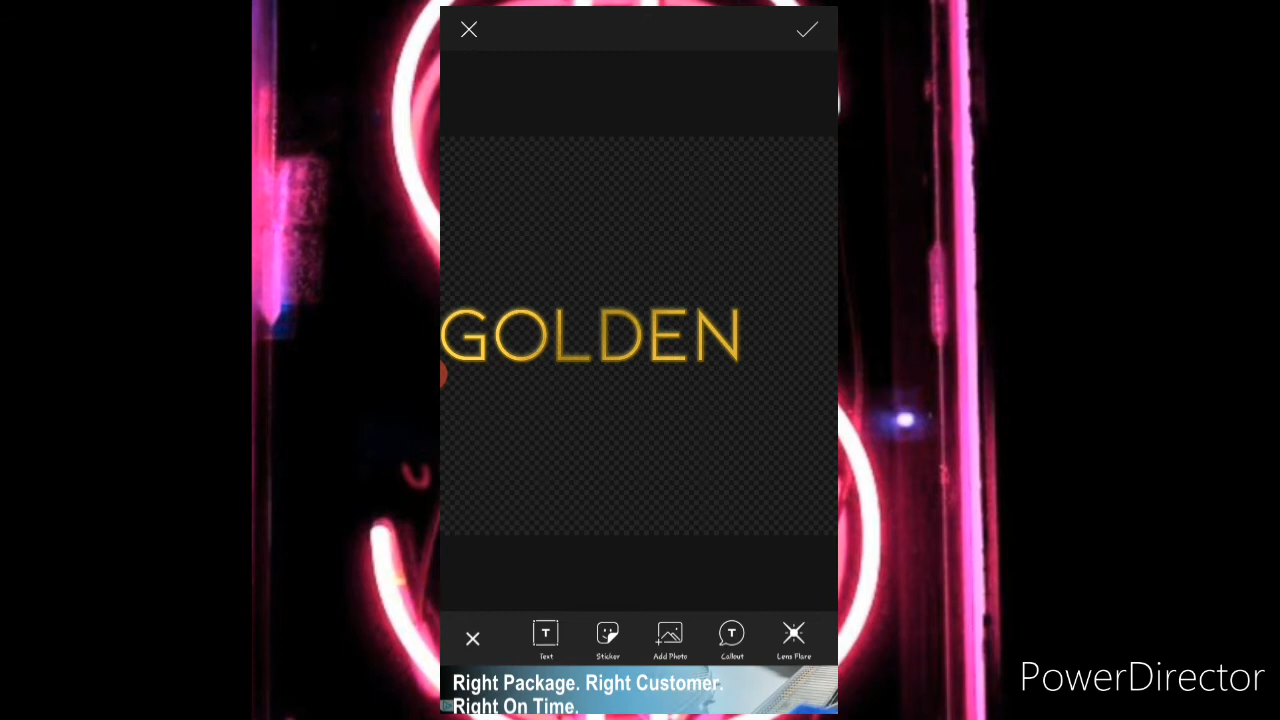 GOLDEN
T
T
Text
Sticker
Add Photo
Callout
Lens Flare
Right Package. Right Customer.
Right On Time.
PowerDirector